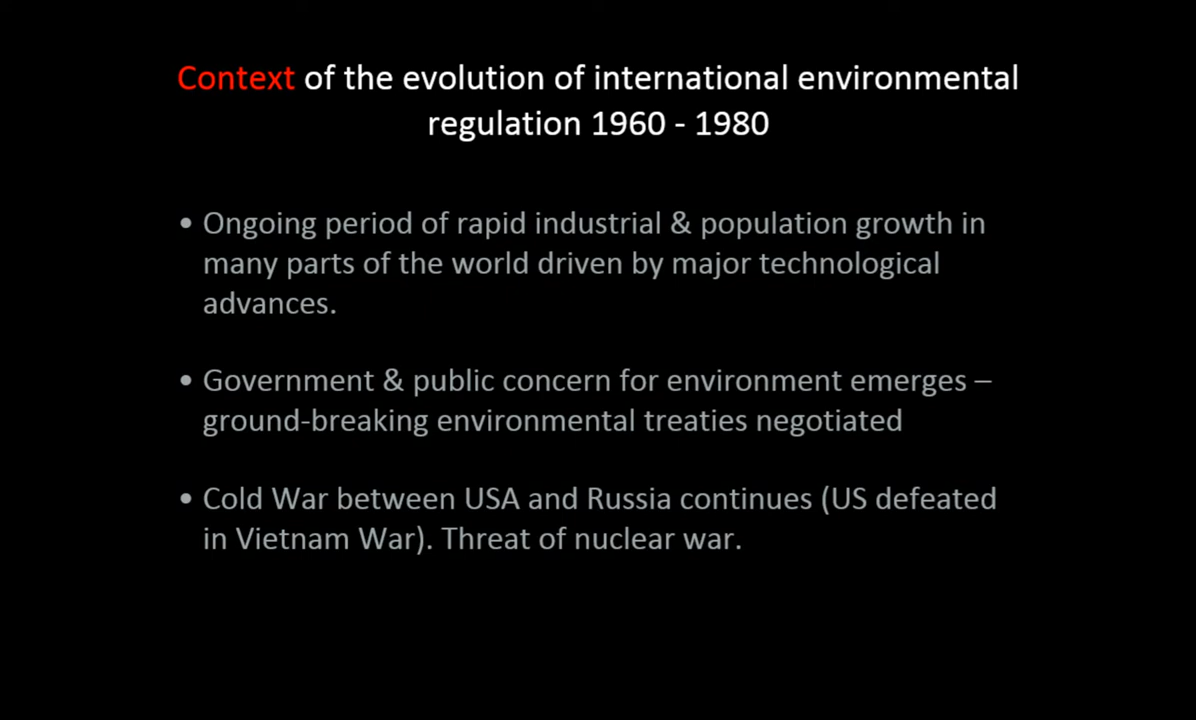 Context of the evolution of international environmental
regulation 1960 - 1980
• Ongoing period of rapid industrial & population growth in
many parts of the world driven by major technological
advances.
• Government & public concern for environment emerges –
ground-breaking environmental treaties negotiated
• Cold War between USA and Russia continues (US defeated
in Vietnam War). Threat of nuclear war.